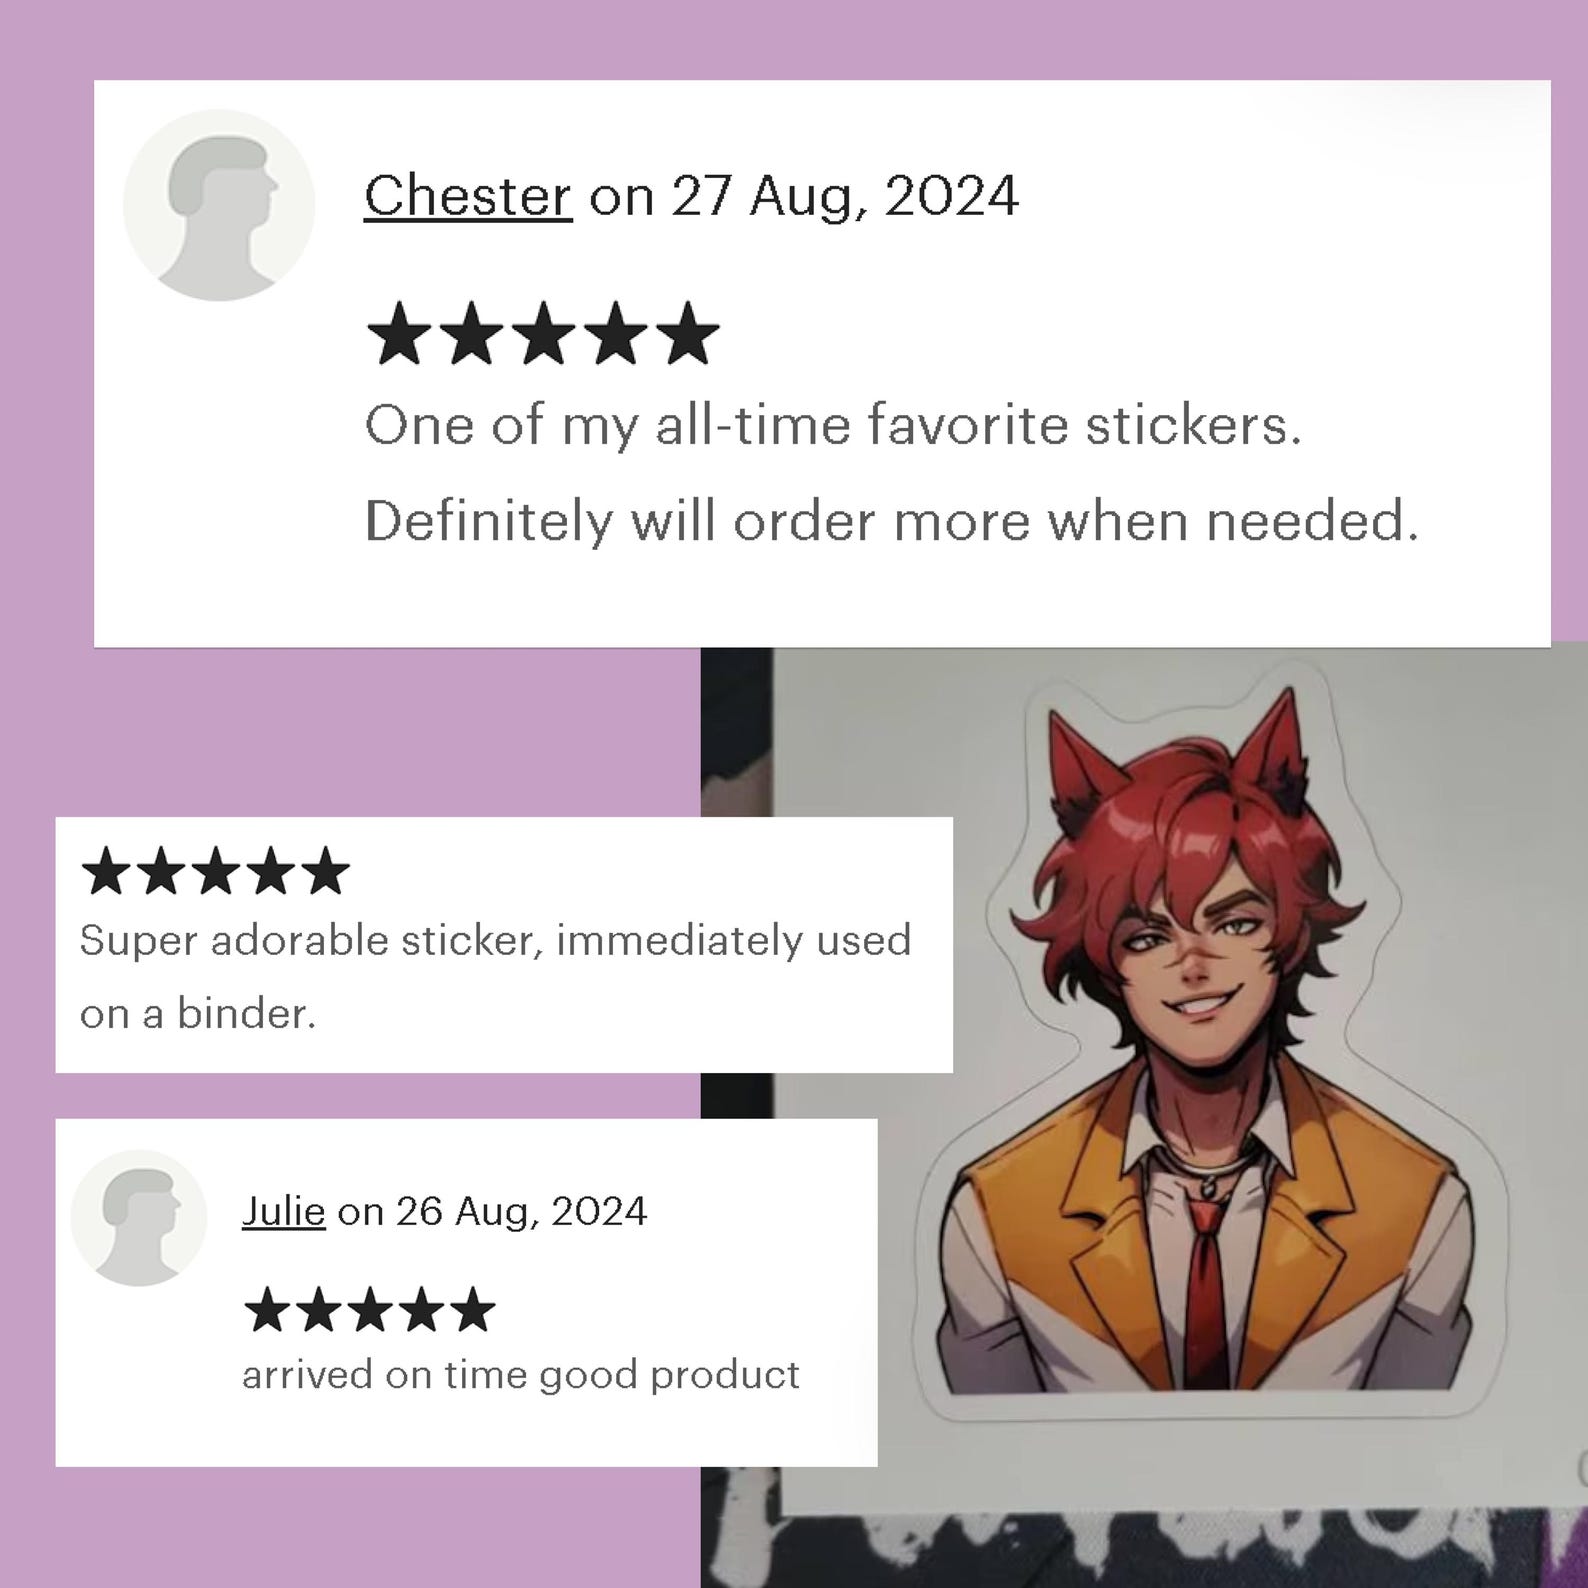 Chester on 27 Aug, 2024
★★★★★
One of my all-time favorite stickers.
Definitely will order more when needed.
★★★★★
Super adorable sticker, immediately used
on a binder.
Julie on 26 Aug, 2024
★★★★★
arrived on time good product